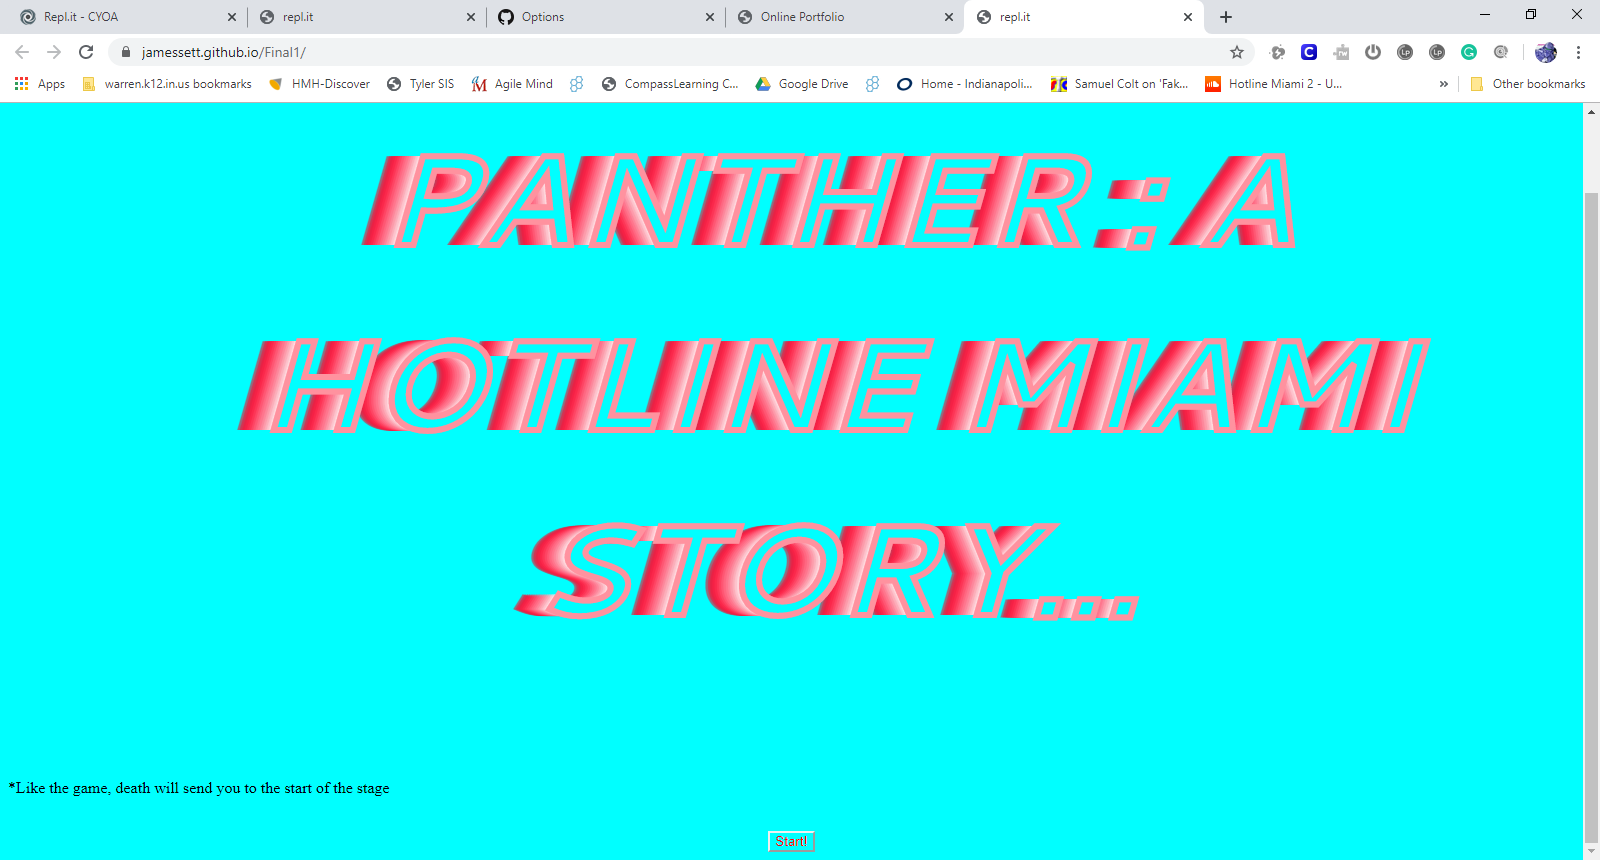 Repl.it - CYOA
repl.it
Options
Online Portfolio
repl.it
jamessett.github.io/Final1/
Apps
warren.k12.in.us bookmarks
HMH-Discover
Tyler SIS
Agile Mind
CompassLearning C...
Google Drive
Home - Indianapoli...
Samuel Colt on 'Fak...
Hotline Miami 2 - U...
»
Other bookmarks
PANTHER : A
HOTLINE MIAMI
STORY...
*Like the game, death will send you to the start of the stage
Start!